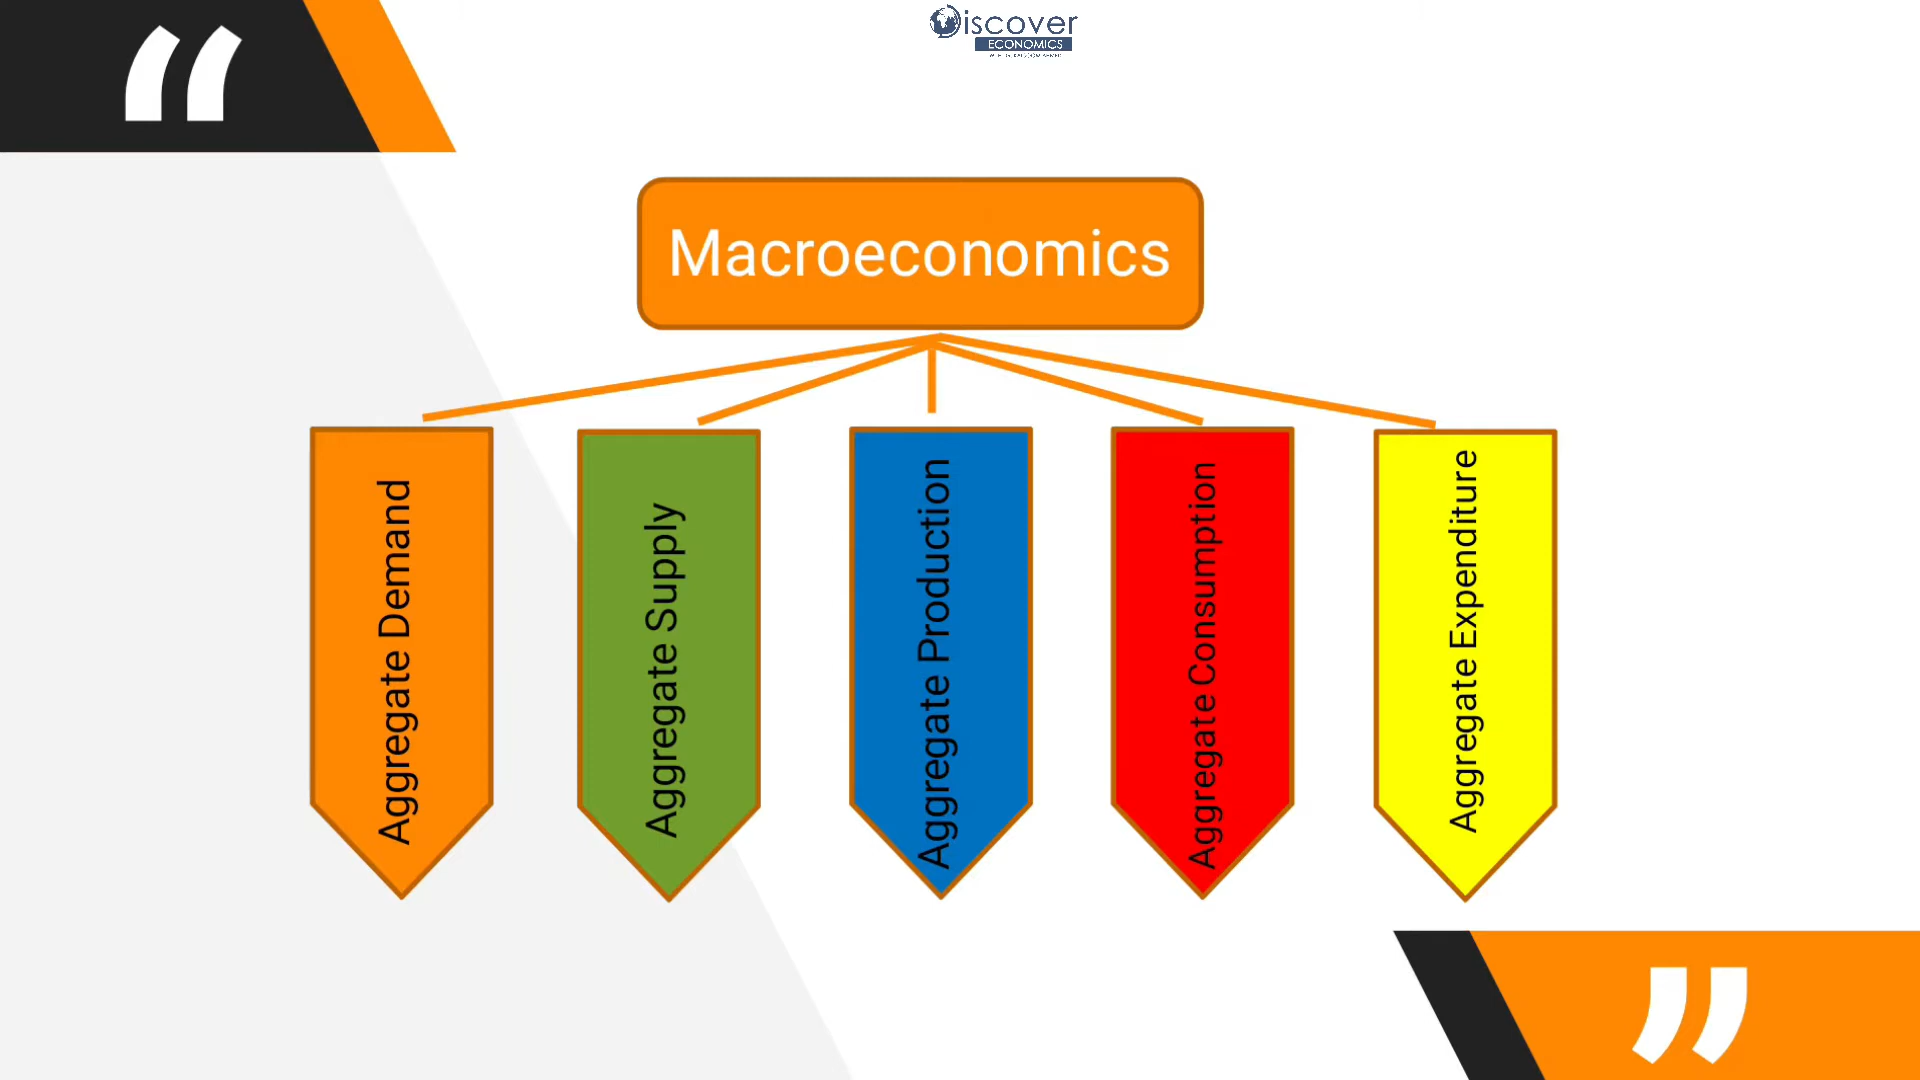 Discover
ECONOMICS
Macroeconomics
Aggregate Demand
Aggregate Supply
Aggregate Production
Aggregate Consumption
Aggregate Expenditure